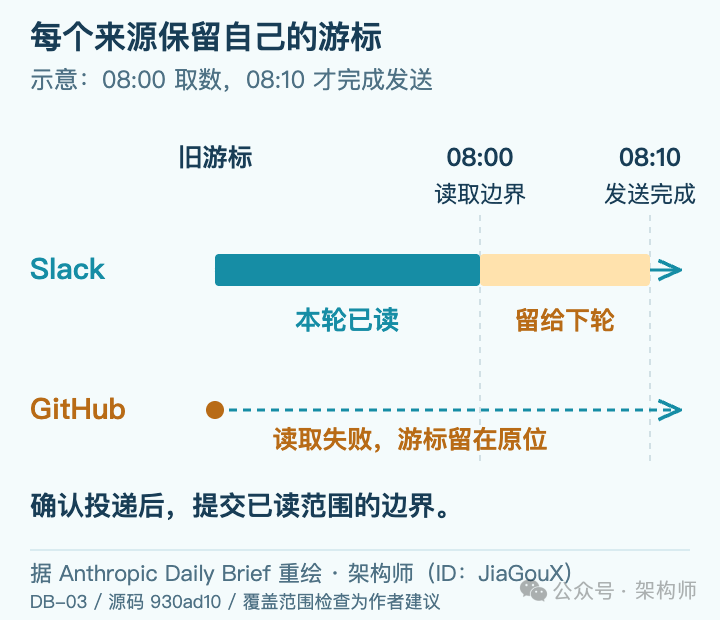 每个来源保留自己的游标
示意：08:00 取数，08:10 才完成发送
旧游标
08:00
08:10
读取边界
发送完成
Slack
本轮已读
留给下轮
GitHub
读取失败，游标留在原位
确认投递后，提交已读范围的边界。
据 Anthropic Daily Brief 重绘 · 架构师（ID：JiaGouX）
公众号 · 架构师
DB-03 / 源码 930ad10 / 覆盖范围检查为作者建议